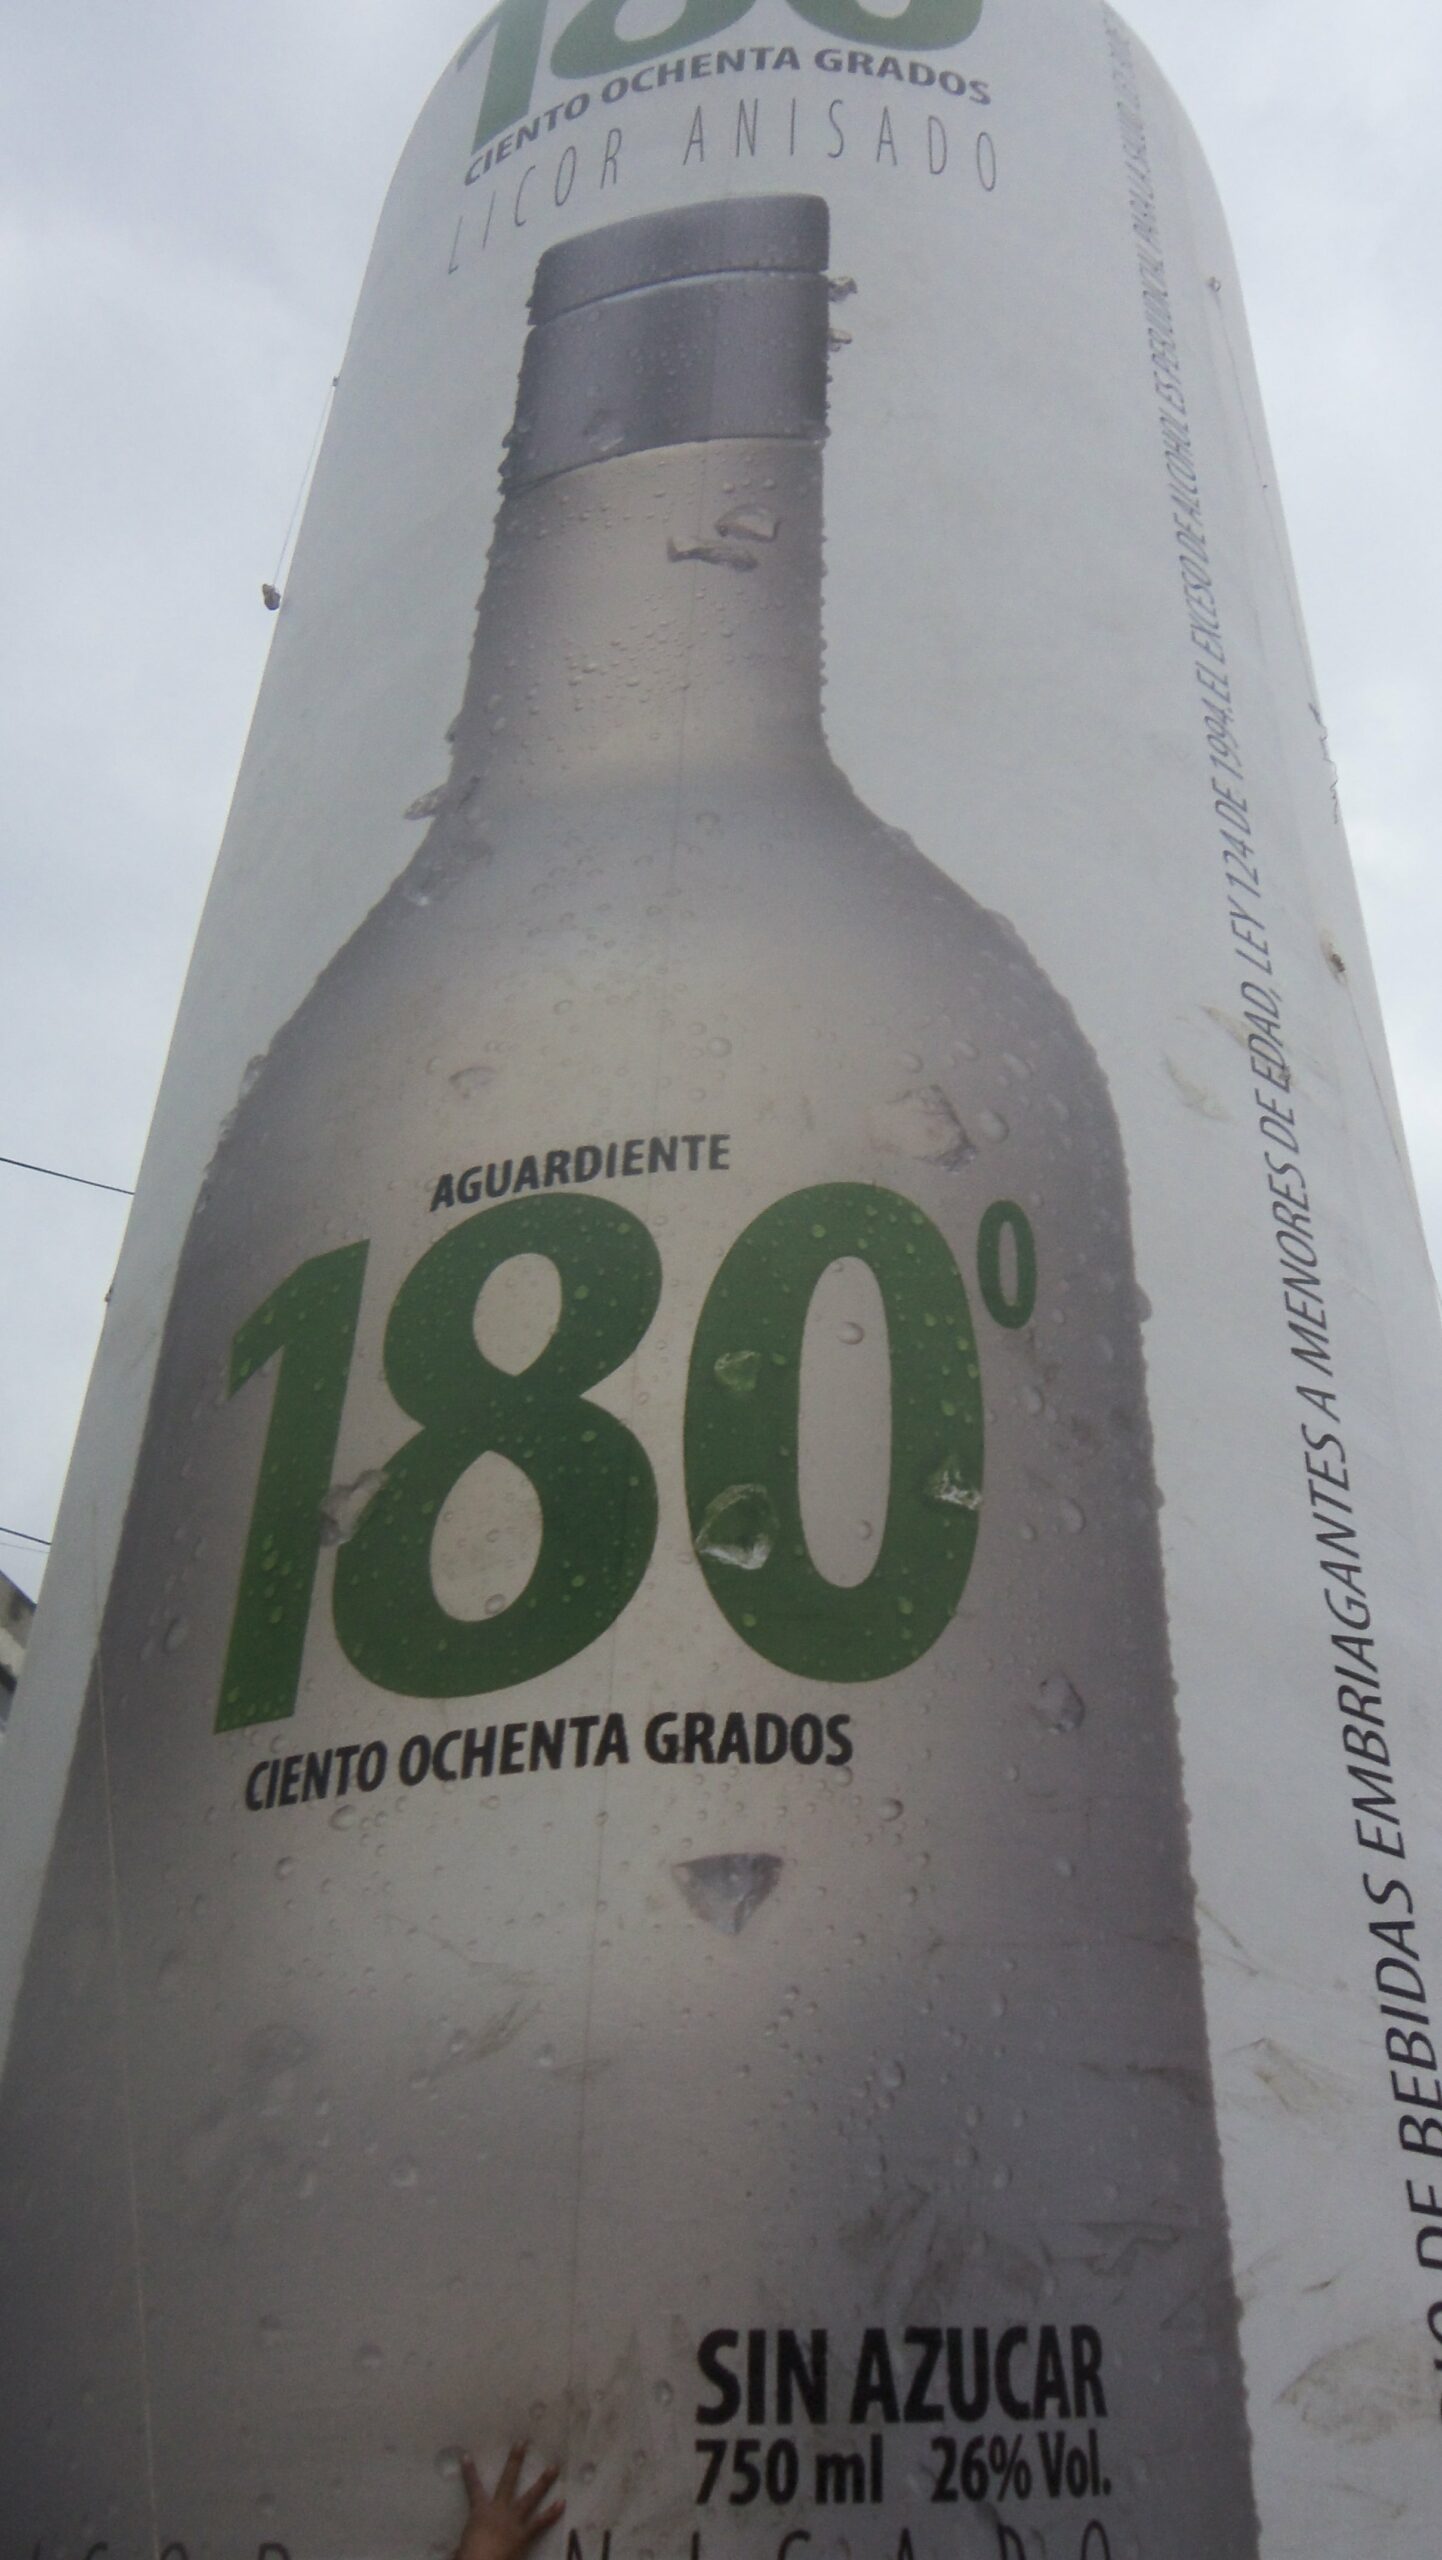 180
CIENTO OCHENTA GRADOS
LICOR ANISADO
AGUARDIENTE
180º
CIENTO OCHENTA GRADOS
SIN AZUCAR
750 ml 26% Vol.
DE BEBIDAS EMBRIAGANTES A MENORES DE EDAD, LEY 124 DE 1994. EL EXCESO DE ALCOHOL ES PERJUDICIAL PARA LA SALUD.